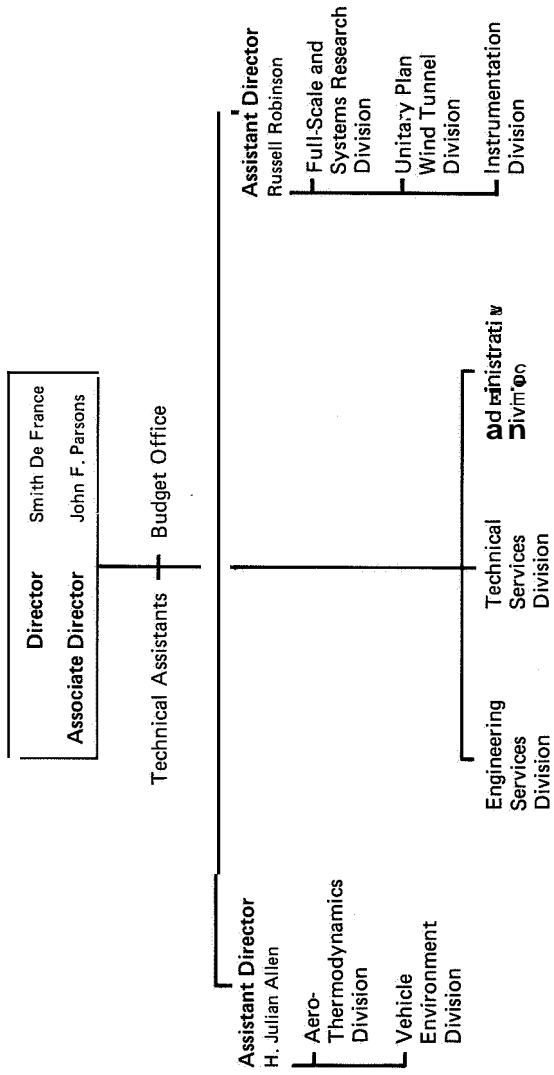 Director Smith De France
Associate Director John F. Parsons
Technical Assistants Budget Office
Assistant Director
H. Julian Allen
Aero-
Thermodynamics
Division
Vehicle
Environment
Division
Engineering
Services
Division
Technical
Services
Division
Assistant Director
Russell Robinson
Full-Scale and
Systems Research
Division
Unitary Plan
Wind Tunnel
Division
Instrumentation
Division